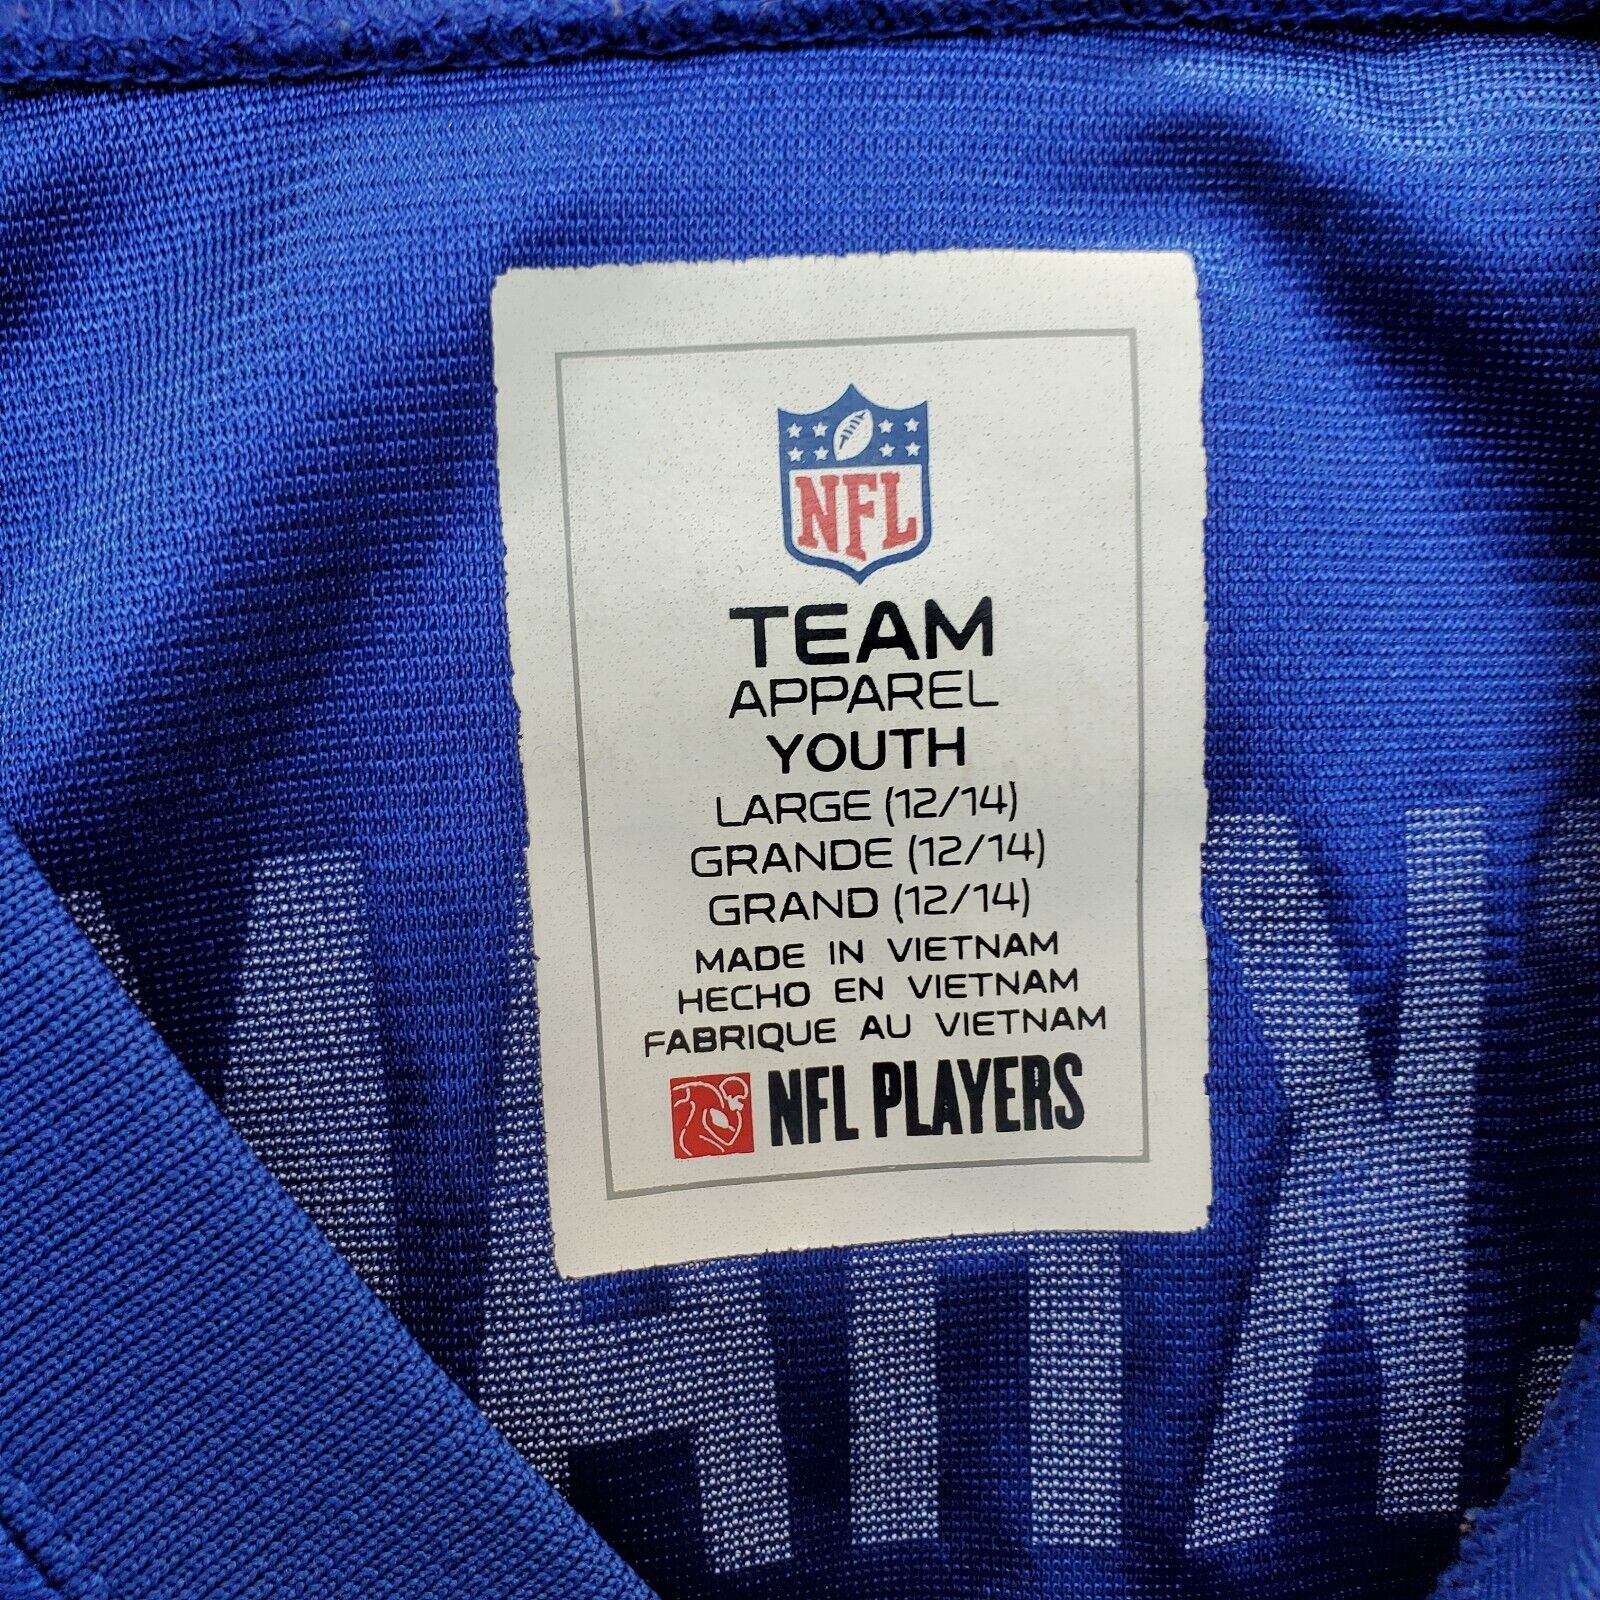 NFL
TEAM
APPAREL
YOUTH
LARGE (12/14)
GRANDE (12/14)
GRAND (12/14)
MADE IN VIETNAM
HECHO EN VIETNAM
FABRIQUE AU VIETNAM
NFL PLAYERS